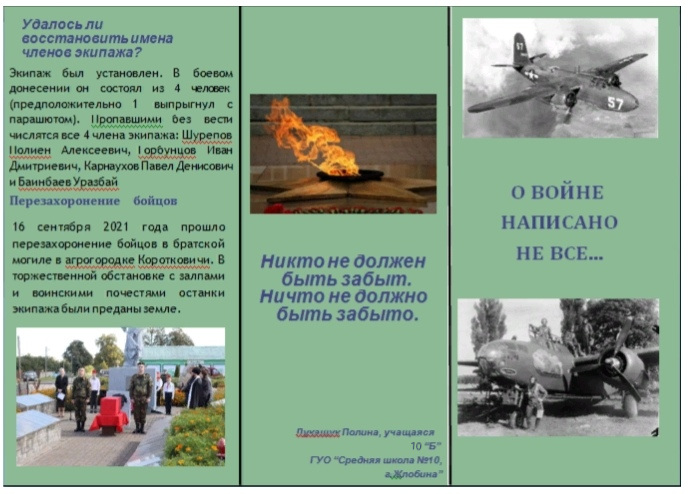 Удалось ли
восстановить имена
членов экипажа?
Экипаж был установлен. В боевом
донесении он состоял из 4 человек
(предположительно 1 выпрыгнул с
парашютом). Пропавшими без вести
числятся все 4 члена экипажа: Шурепов
Полиен Алексеевич, Горбунцов Иван
Дмитриевич, Карнаухов Павел Денисович
и Баинбаев Уразбай
Перезахоронение бойцов
16 сентября 2021 года прошло
перезахоронение бойцов в братской
могиле в агрогородке Коротковичи. В
торжественной обстановке с залпами
и воинскими почестями останки
экипажа были преданы земле.
Никто не должен
быть забыт.
Ничто не должно
быть забыто.
Лукашук Полина, учащаяся
10 "Б"
ГУО "Средняя школа №10,
г.Жлобина"
57
57
О ВОЙНЕ
НАПИСАНО
НЕ ВСЕ...